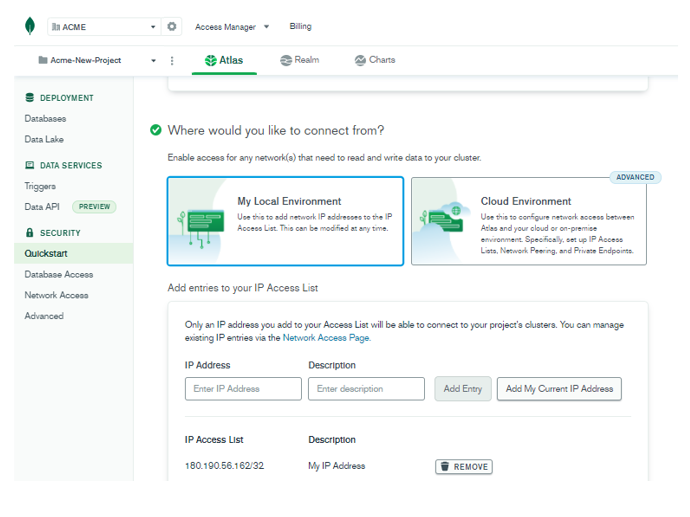 ACME
Access Manager
Billing
Acme-New-Project
Atlas
Realm
Charts
DEPLOYMENT
Databases
Data Lake
DATA SERVICES
Triggers
Data API PREVIEW
SECURITY
Quickstart
Database Access
Network Access
Advanced
Where would you like to connect from?
Enable access for any network(s) that need to read and write data to your cluster.
My Local Environment
Use this to add network IP addresses to the IP
Access List. This can be modified at any time.
ADVANCED
Cloud Environment
Use this to configure network access between
Atlas and your cloud or on-premise
environment. Specifically, set up IP Access
Lists, Network Peering, and Private Endpoints.
Add entries to your IP Access List
Only an IP address you add to your Access List will be able to connect to your project's clusters. You can manage
existing IP entries via the Network Access Page.
IP Address Description
Enter IP Address Enter description Add Entry Add My Current IP Address
IP Access List Description
180.190.56.162/32 My IP Address REMOVE